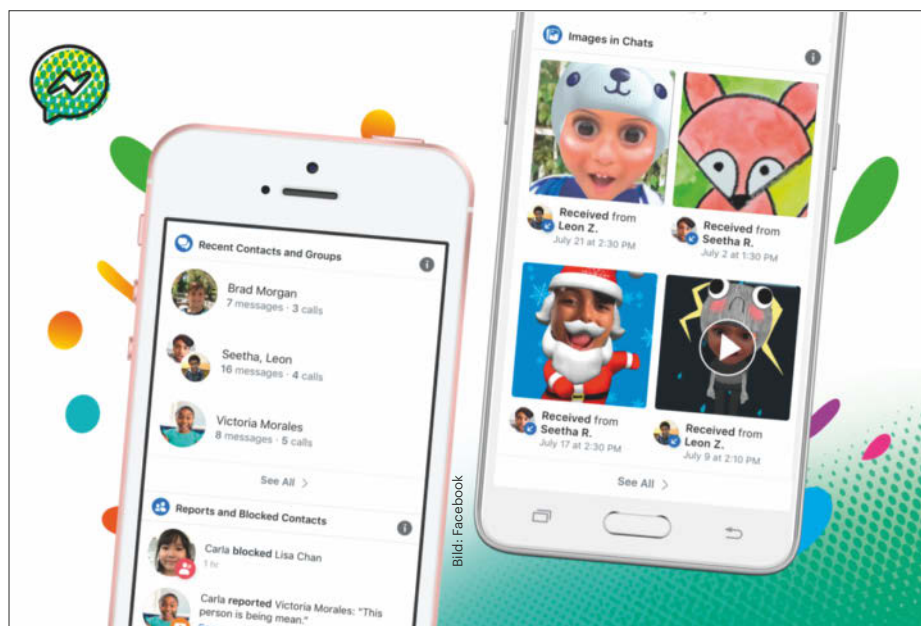 Recent Contacts and Groups
Brad Morgan
7 messages · 3 calls
Seetha, Leon
16 messages · 4 calls
Victoria Morales
8 messages · 5 calls
See All
Reports and Blocked Contacts
Carla blocked Lisa Chan
1 hr
Carla reported Victoria Morales: "This
person is being mean."
Bild: Facebook
Images in Chats
Received from
Leon Z.
July 21 at 2:30 PM
Received from
Seetha R.
July 2 at 1:30 PM
Received from
Seetha R.
July 17 at 2:30 PM
Received from
Leon Z.
July 9 at 2:10 PM
See All